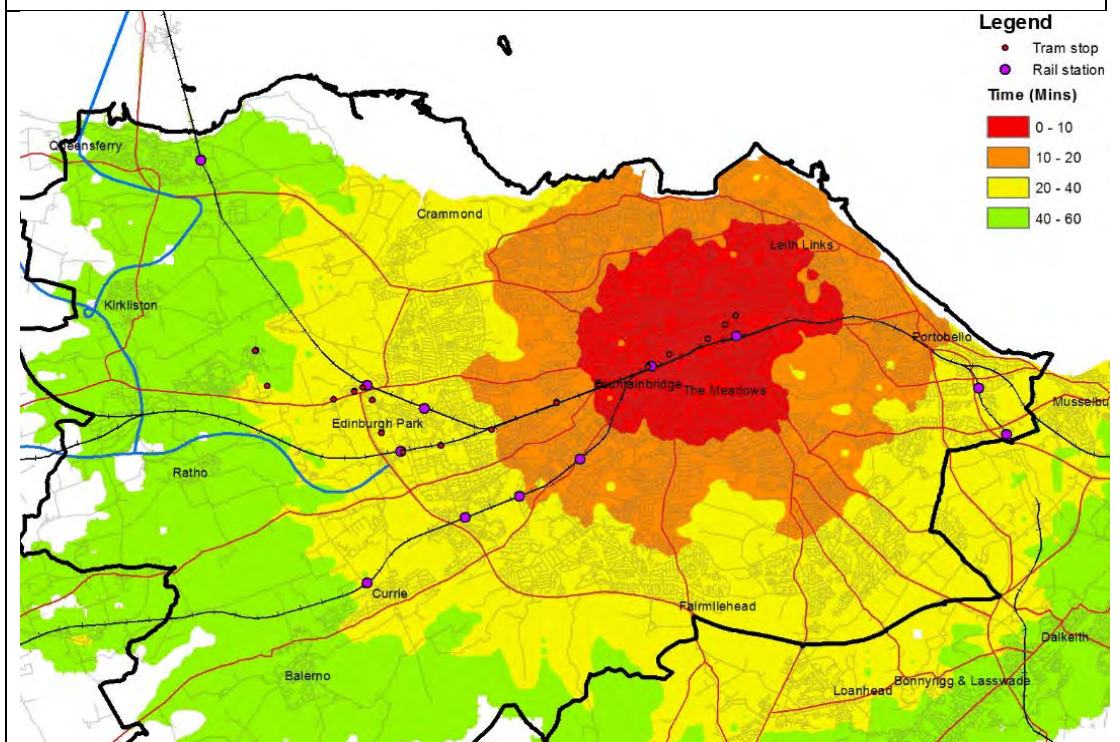 Legend
Tram stop
Rail station
Time (Mins)
0 - 10
10 - 20
20 - 40
40 - 60
Queensferry
Crammond
Leith Links
Kirkliston
Portobello
Fountainbridge
The Meadows
Musselbu
Edinburgh Park
Ratho
Currie
Fairmilehead
Dalkeith
Balerno
Bonnyrigg & Lasswade
Loanhead